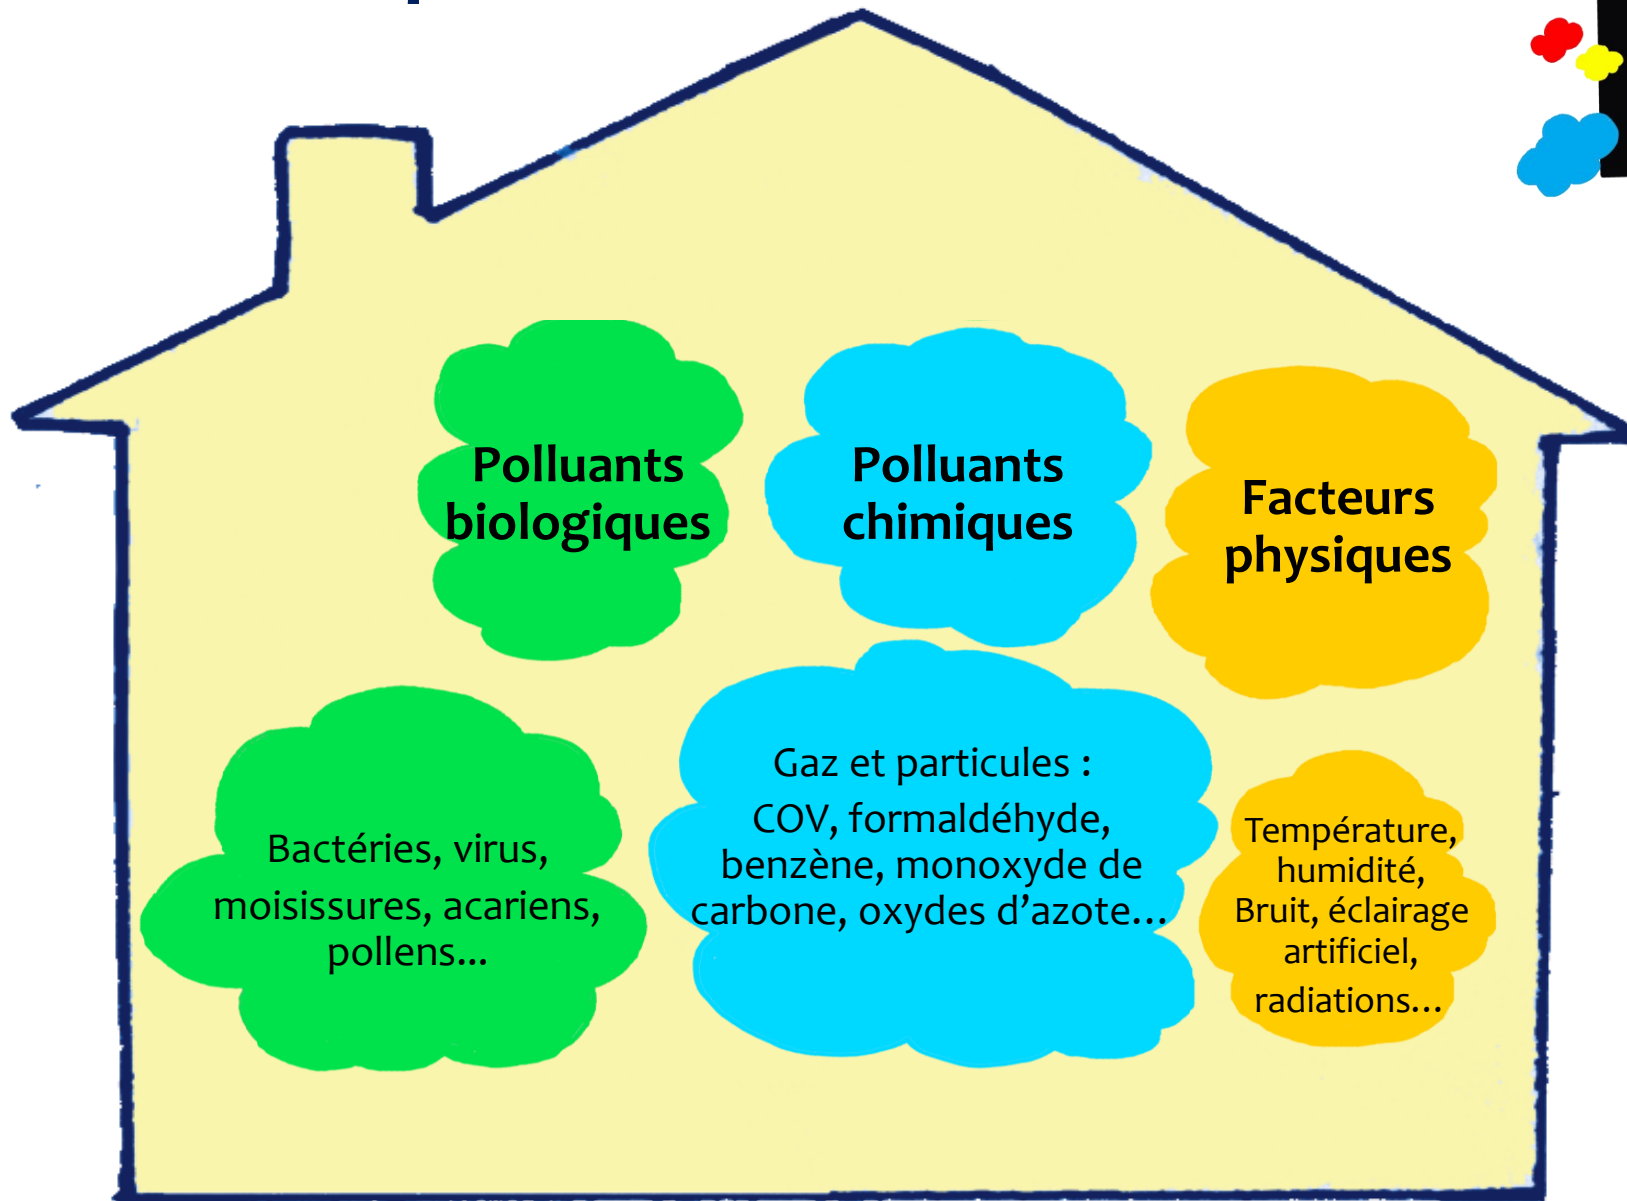 Polluants
biologiques
Polluants
chimiques
Facteurs
physiques
Bactéries, virus,
moisissures, acariens,
pollens...
Gaz et particules :
COV, formaldéhyde,
benzène, monoxyde de
carbone, oxydes d’azote...
Température,
humidité,
Bruit, éclairage
artificiel,
radiations...